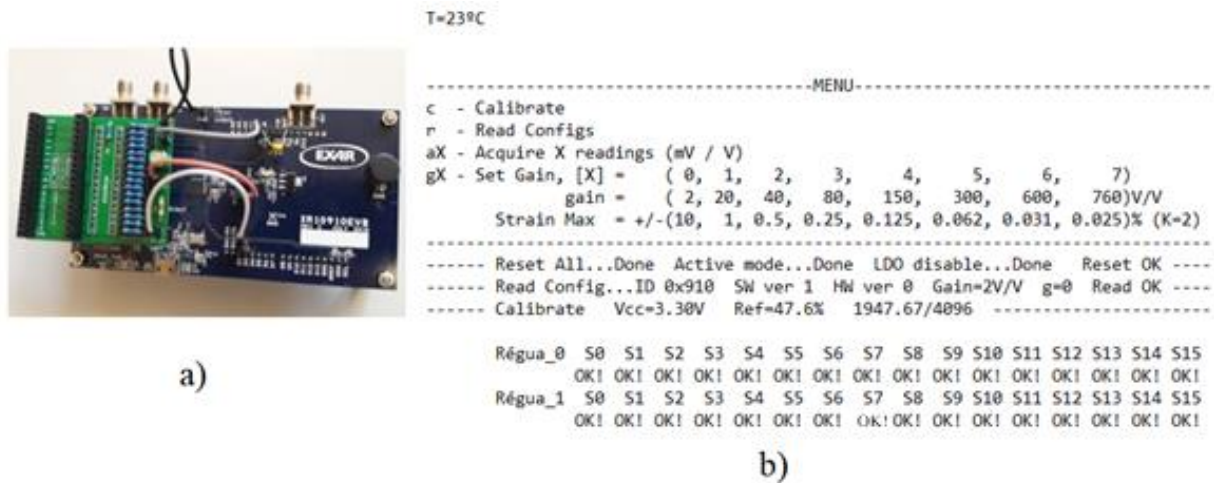 T=23ºC
EXAR
XR10910EVB
a)
---------------------------------------MENU---------------------------------------
c - Calibrate
r - Read Configs
aX - Acquire X readings (mV / V)
gX - Set Gain, [X] = ( 0, 1, 2, 3, 4, 5, 6, 7)
gain = ( 2, 20, 40, 80, 150, 300, 600, 760)V/V
Strain Max = +/-(10, 1, 0.5, 0.25, 0.125, 0.062, 0.031, 0.025)% (K=2)
----------------------------------------------------------------------------------
------ Reset All...Done Active mode...Done LDO disable...Done Reset OK ----
------ Read Config...ID 0x910 SW ver 1 HW ver 0 Gain=2V/V g=0 Read OK ----
------ Calibrate Vcc=3.30V Ref=47.6% 1947.67/4096 -----------------------
Régua_0 S0 S1 S2 S3 S4 S5 S6 S7 S8 S9 S10 S11 S12 S13 S14 S15
OK! OK! OK! OK! OK! OK! OK! OK! OK! OK! OK! OK! OK! OK! OK! OK!
Régua_1 S0 S1 S2 S3 S4 S5 S6 S7 S8 S9 S10 S11 S12 S13 S14 S15
OK! OK! OK! OK! OK! OK! OK! OK! OK! OK! OK! OK! OK! OK! OK! OK!
b)